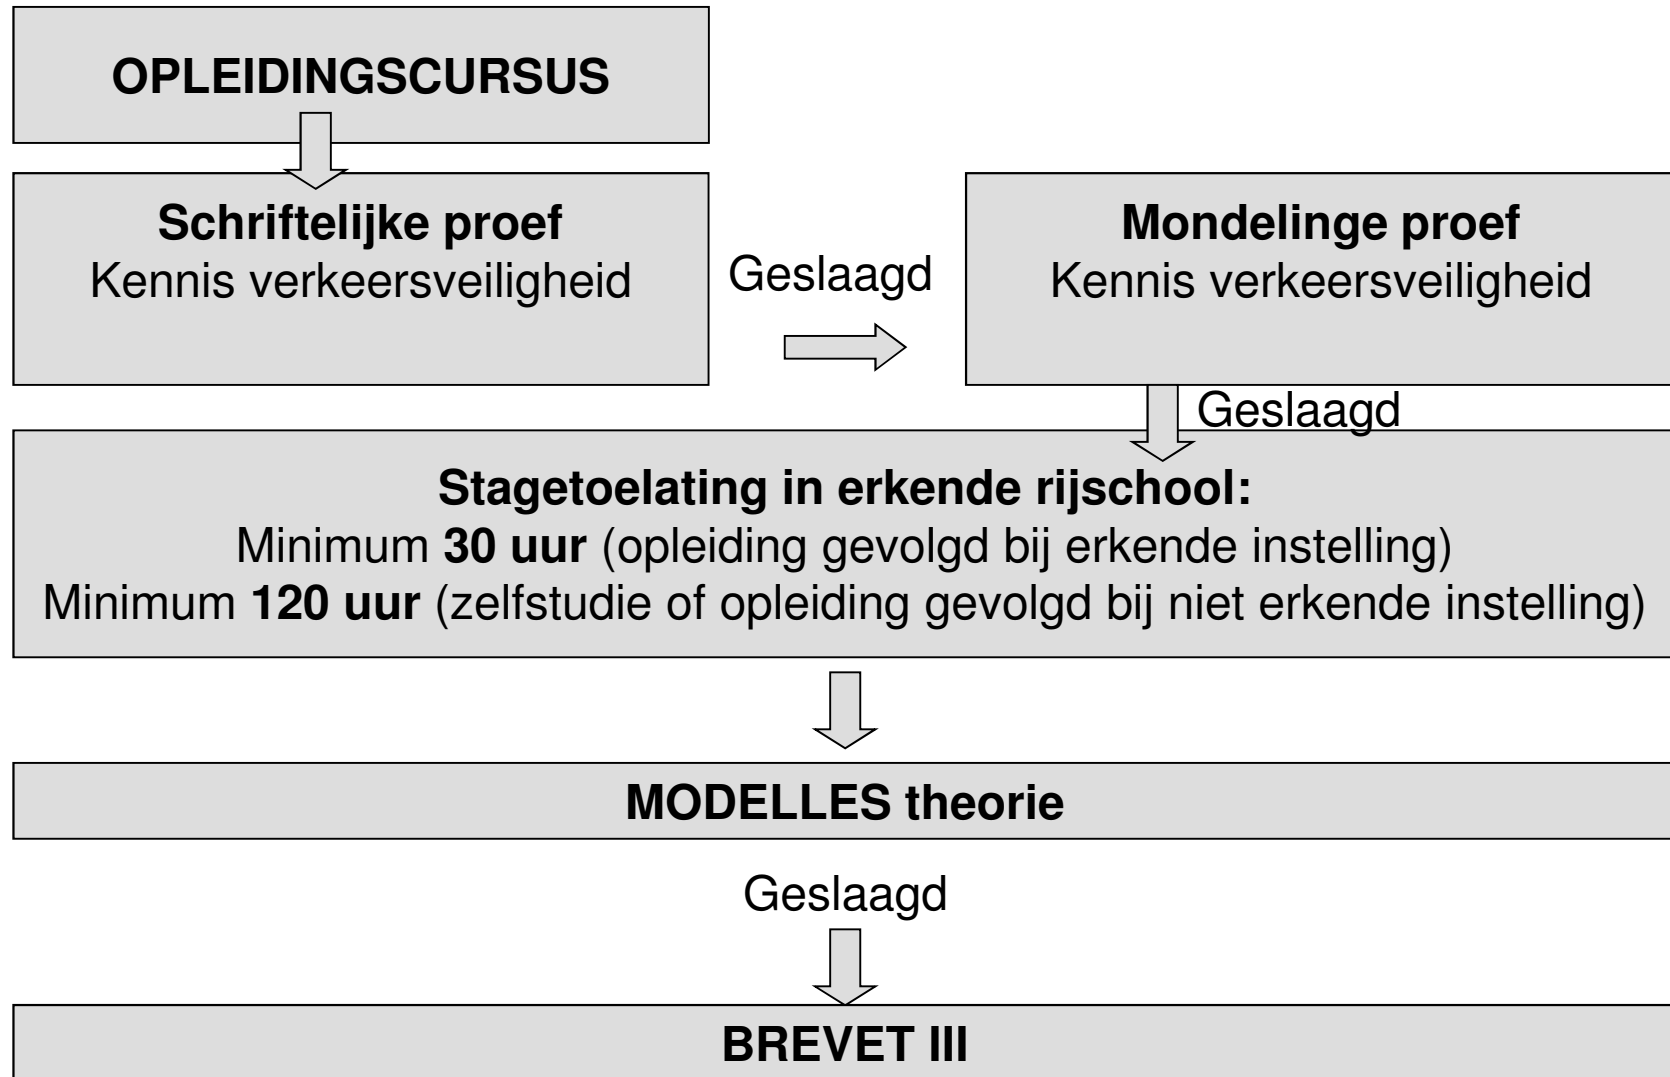 OPLEIDINGSCURSUS
Schriftelijke proef
Kennis verkeersveiligheid
Geslaagd
Mondelinge proef
Kennis verkeersveiligheid
Geslaagd
Stagetoelating in erkende rijschool:
Minimum 30 uur (opleiding gevolgd bij erkende instelling)
Minimum 120 uur (zelfstudie of opleiding gevolgd bij niet erkende instelling)
MODELLES theorie
Geslaagd
BREVET III